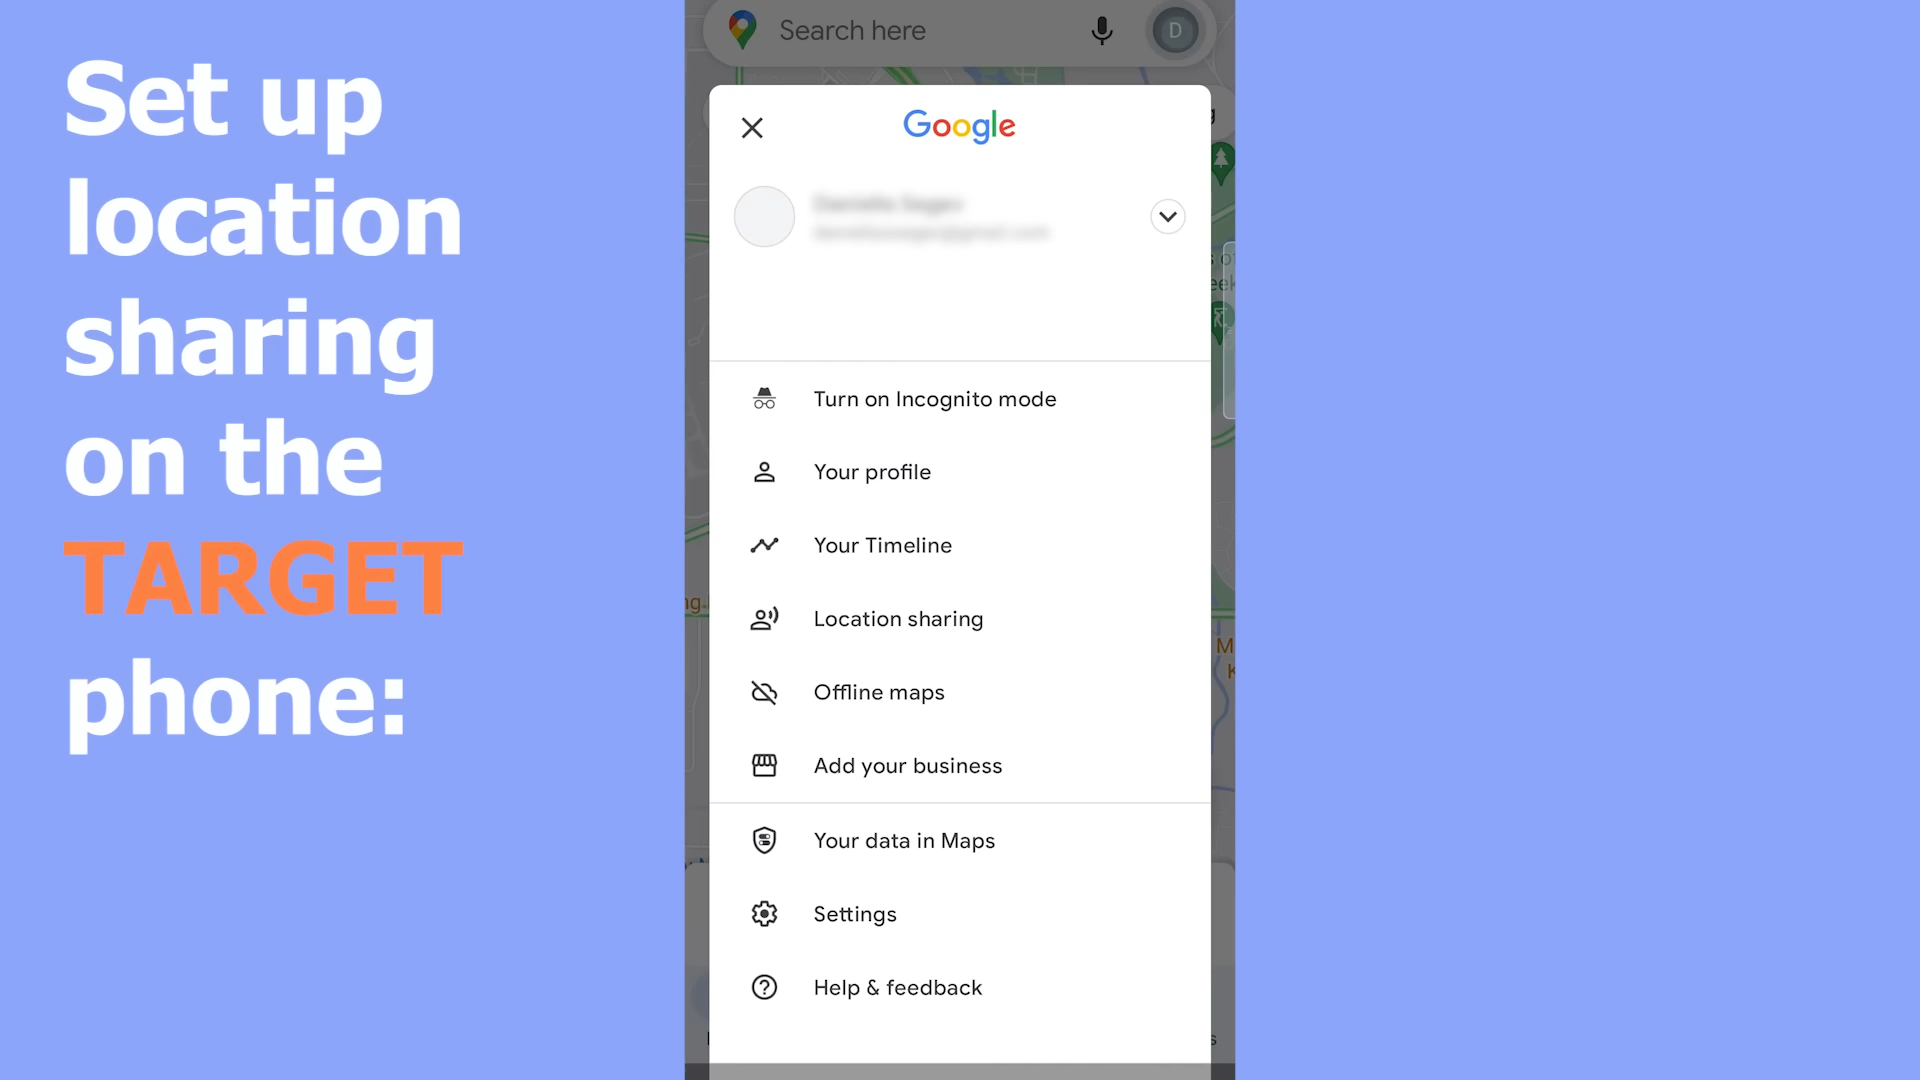 Set up
location
sharing
on the
TARGET
phone:
Search here
D
Google
Turn on Incognito mode
Your profile
Your Timeline
Location sharing
Offline maps
Add your business
Your data in Maps
Settings
Help & feedback